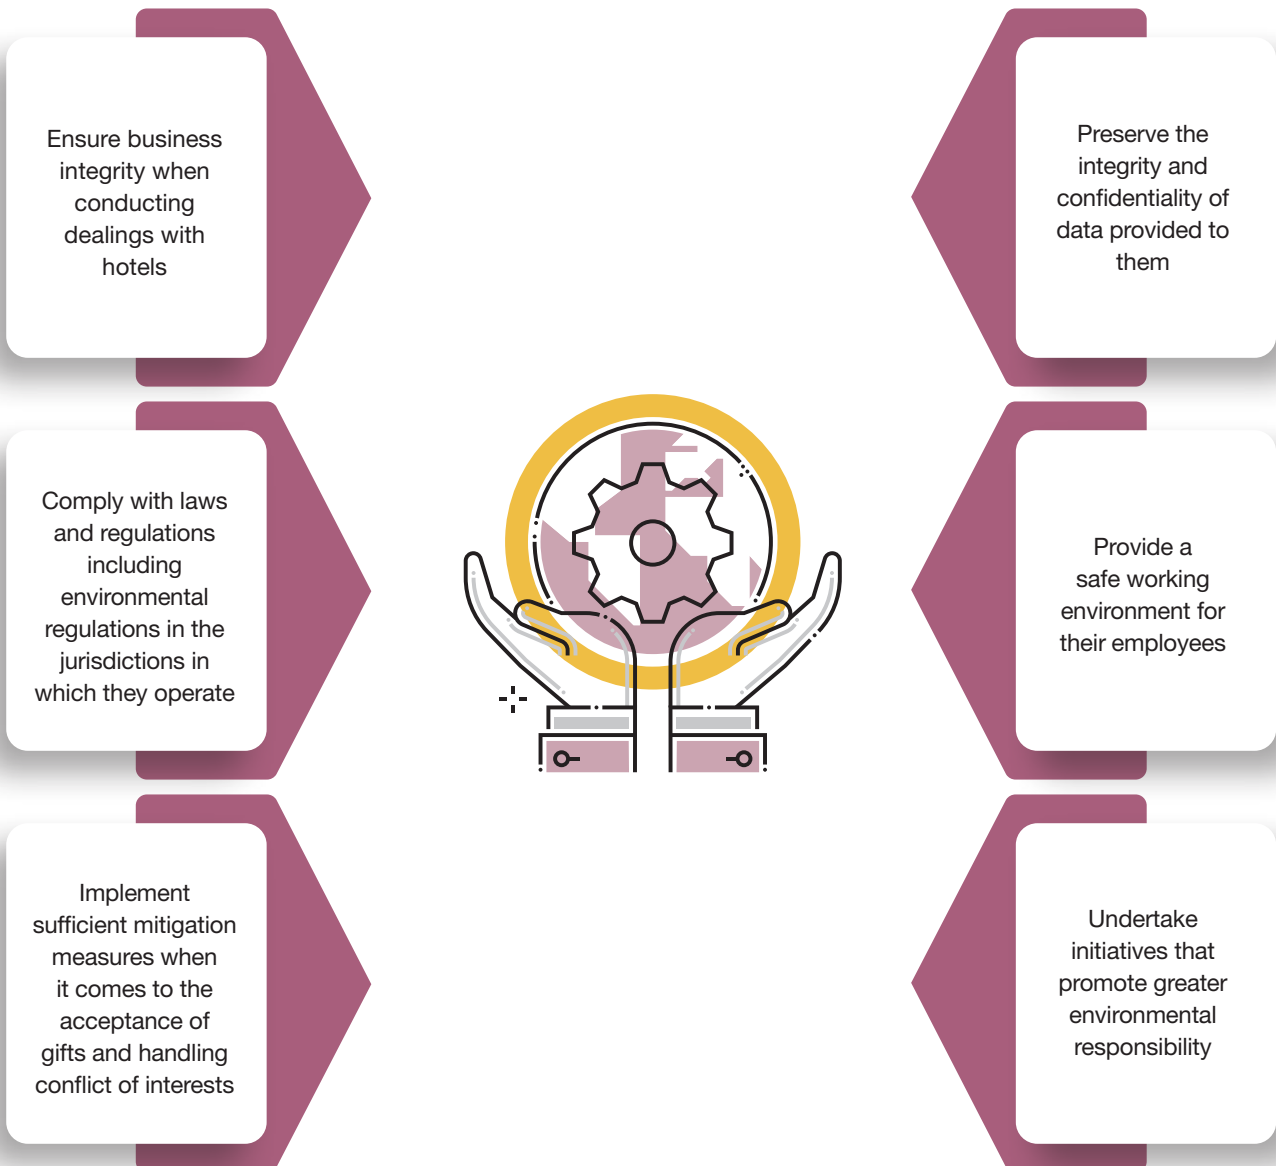 Ensure business
integrity when
conducting
dealings with
hotels
Comply with laws
and regulations
including
environmental
regulations in the
jurisdictions in
which they operate
Implement
sufficient mitigation
measures when
it comes to the
acceptance of
gifts and handling
conflict of interests
Preserve the
integrity and
confidentiality of
data provided to
them
Provide a
safe working
environment for
their employees
Undertake
initiatives that
promote greater
environmental
responsibility